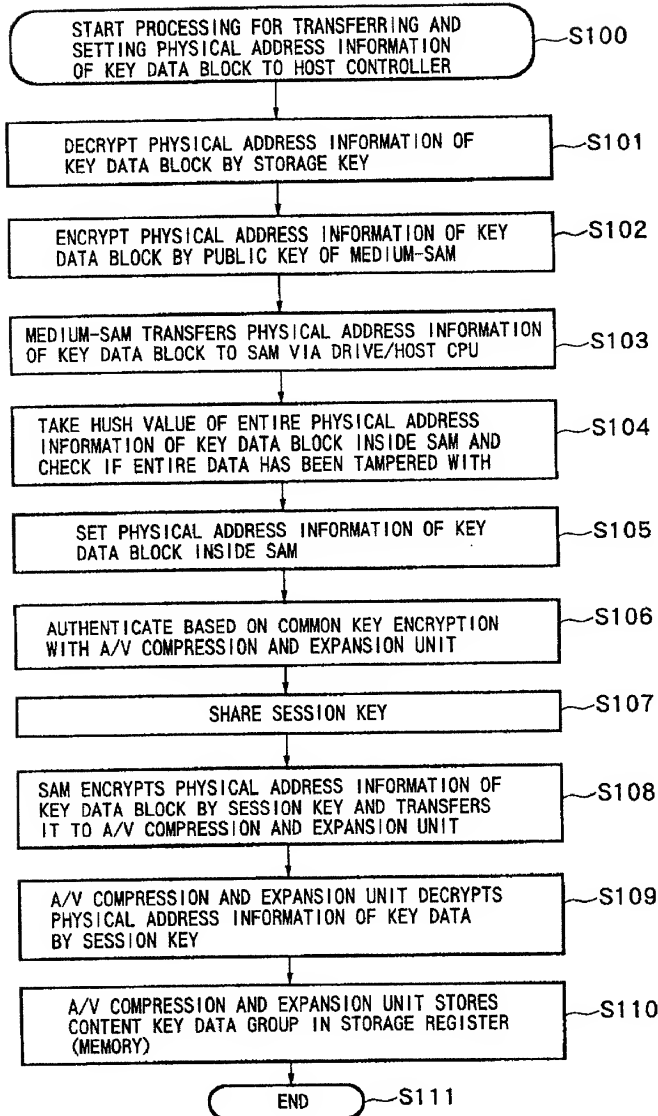 START PROCESSING FOR TRANSFERRING AND
SETTING PHYSICAL ADDRESS INFORMATION
OF KEY DATA BLOCK TO HOST CONTROLLER
S100
DECRYPT PHYSICAL ADDRESS INFORMATION OF
KEY DATA BLOCK BY STORAGE KEY
S101
ENCRYPT PHYSICAL ADDRESS INFORMATION OF KEY
DATA BLOCK BY PUBLIC KEY OF MEDIUM-SAM
S102
MEDIUM-SAM TRANSFERS PHYSICAL ADDRESS INFORMATION
OF KEY DATA BLOCK TO SAM VIA DRIVE/HOST CPU
S103
TAKE HUSH VALUE OF ENTIRE PHYSICAL ADDRESS
INFORMATION OF KEY DATA BLOCK INSIDE SAM AND
CHECK IF ENTIRE DATA HAS BEEN TAMPERED WITH
S104
SET PHYSICAL ADDRESS INFORMATION OF KEY
DATA BLOCK INSIDE SAM
S105
AUTHENTICATE BASED ON COMMON KEY ENCRYPTION
WITH A/V COMPRESSION AND EXPANSION UNIT
S106
SHARE SESSION KEY
S107
SAM ENCRYPTS PHYSICAL ADDRESS INFORMATION OF
KEY DATA BLOCK BY SESSION KEY AND TRANSFERS
IT TO A/V COMPRESSION AND EXPANSION UNIT
S108
A/V COMPRESSION AND EXPANSION UNIT DECRYPTS
PHYSICAL ADDRESS INFORMATION OF KEY DATA
BY SESSION KEY
S109
A/V COMPRESSION AND EXPANSION UNIT STORES
CONTENT KEY DATA GROUP IN STORAGE REGISTER
(MEMORY)
S110
END
S111